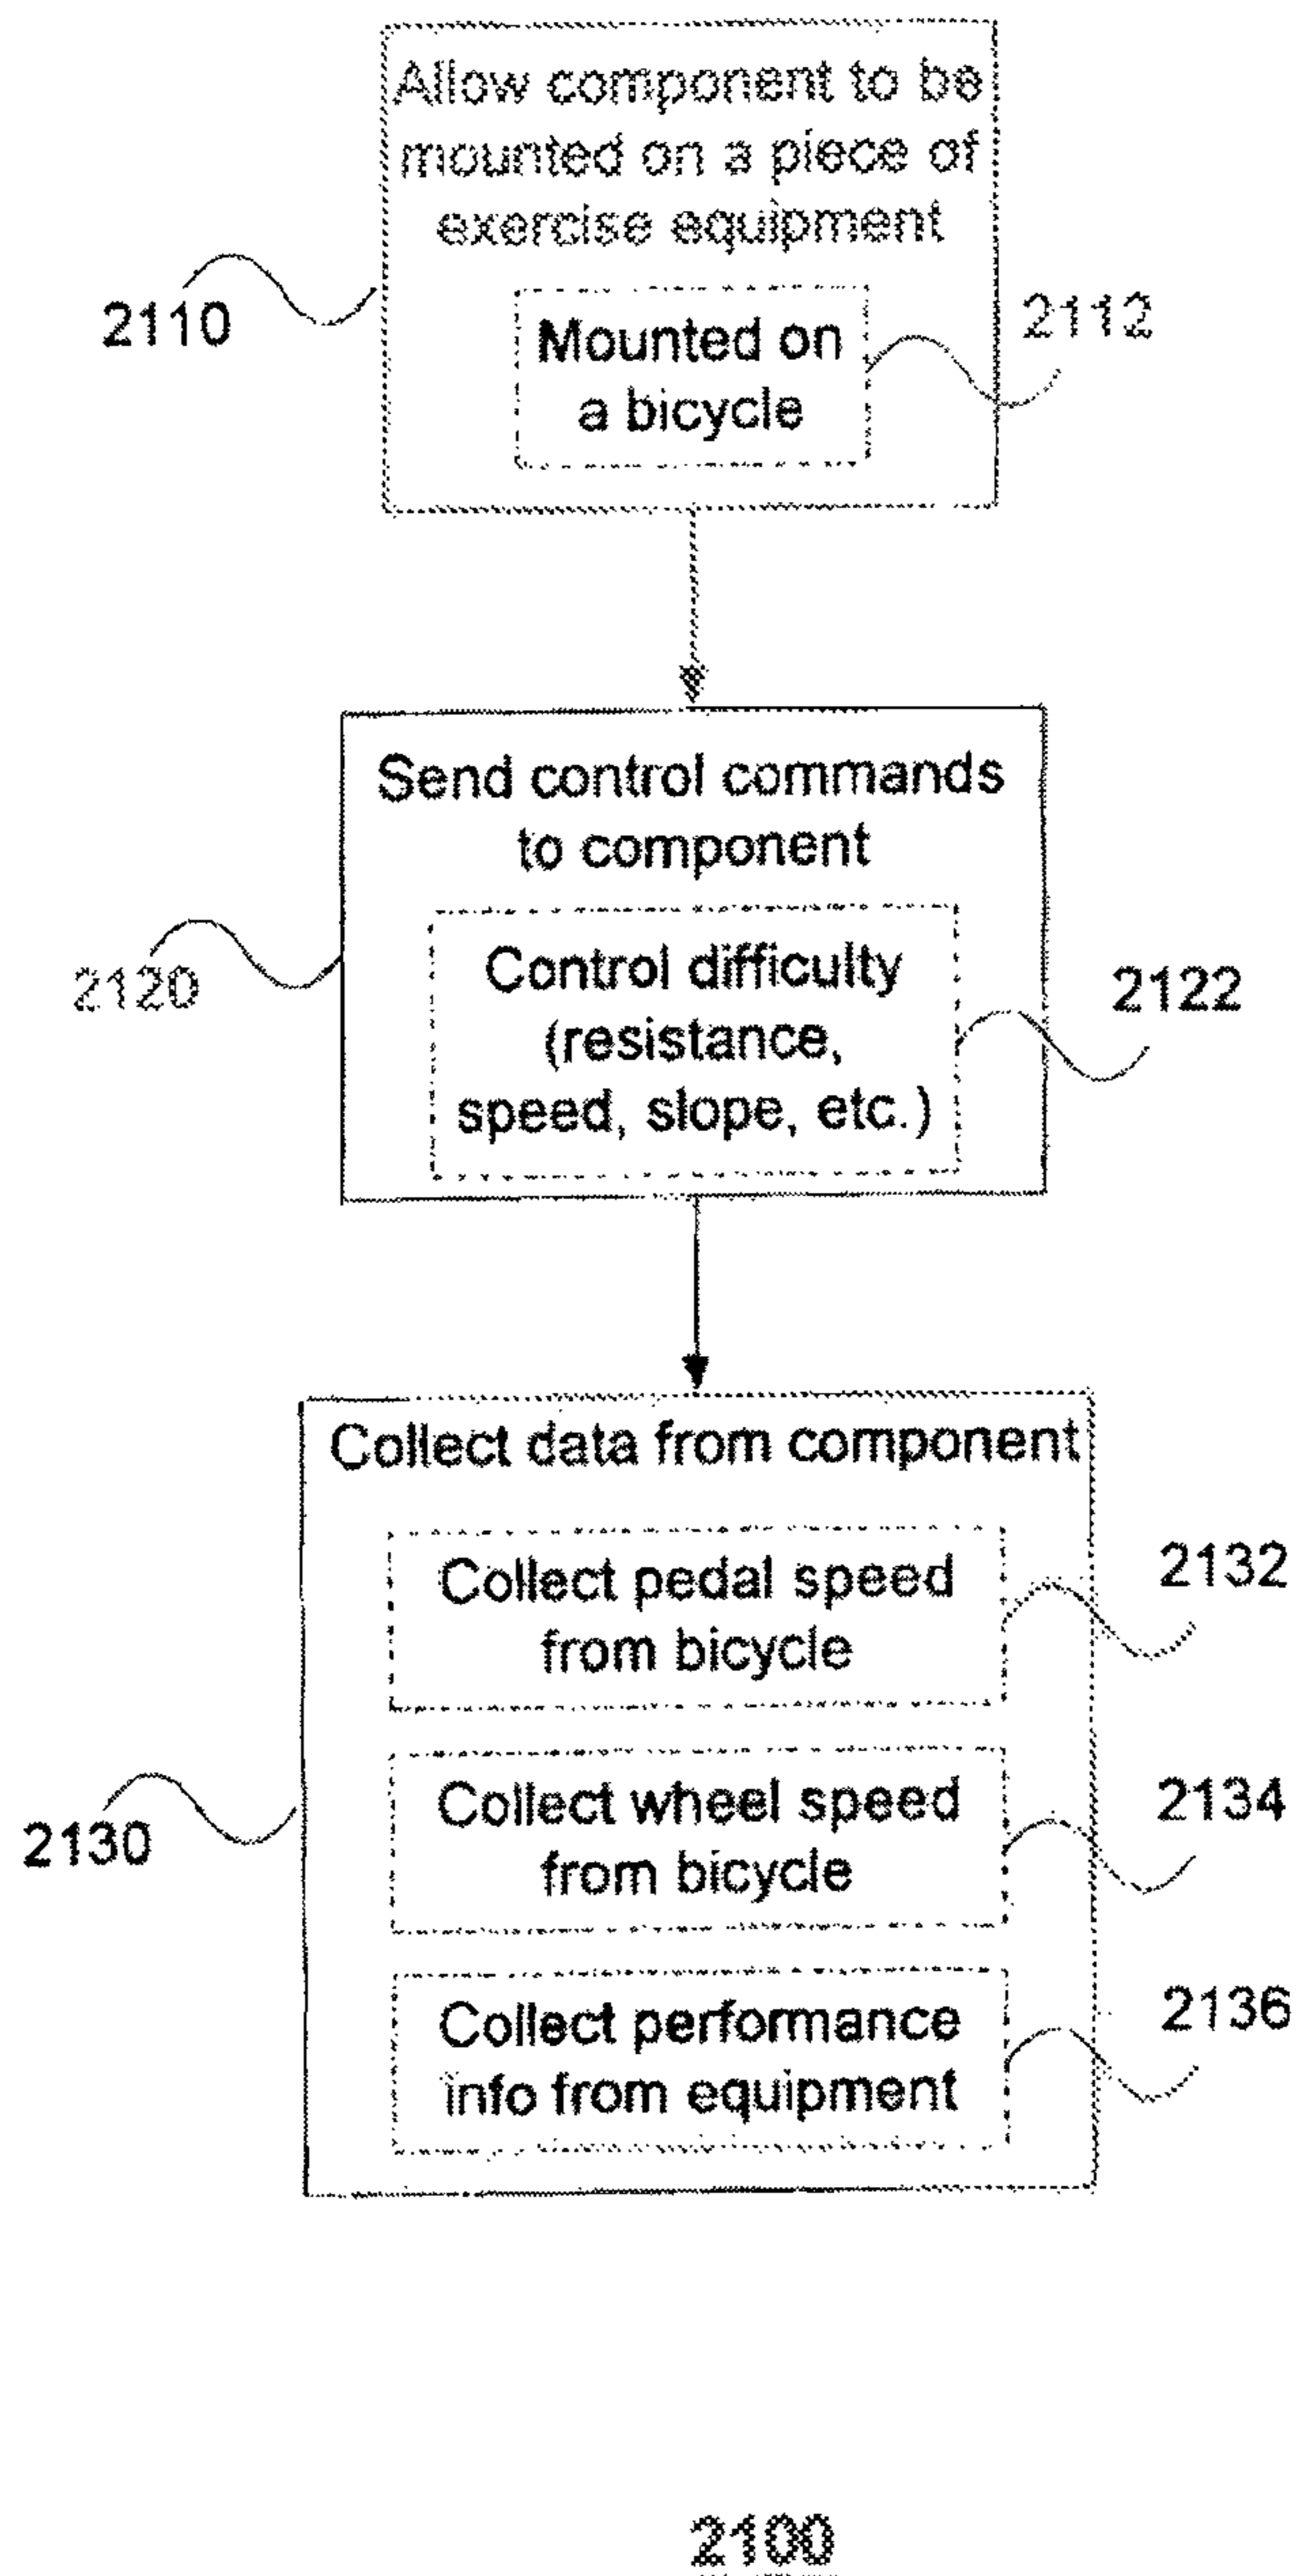 Allow component to be
mounted on a piece of
exercise equipment
2110
2112
Mounted on
a bicycle
Send control commands
to component
2120
Control difficulty
(resistance,
speed, slope, etc.)
2122
Collect data from component
2130
Collect pedal speed
from bicycle
2132
Collect wheel speed
from bicycle
2134
Collect performance
info from equipment
2136
2100